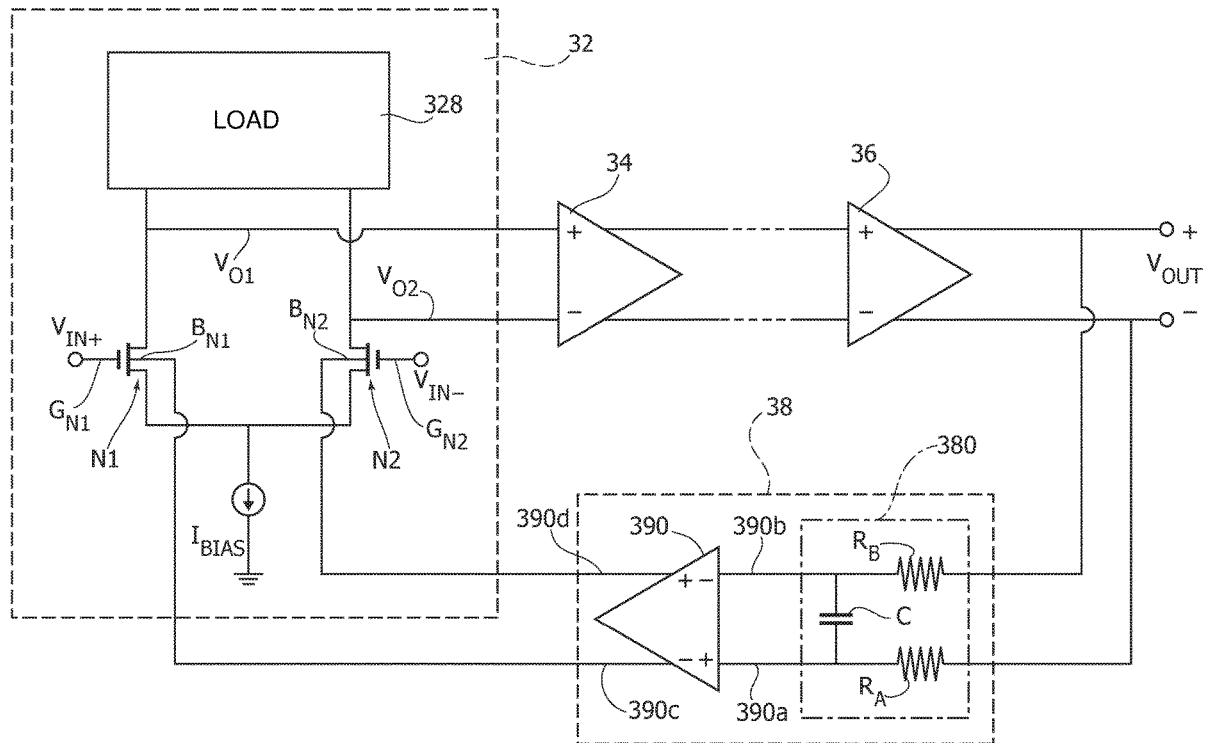 32
LOAD
328
34
36
+
−
+
−
+
V_OUT
−
V_O1
V_O2
V_IN+
B_N1
B_N2
V_IN−
G_N1
N1
N2
G_N2
I_BIAS
38
380
390d
390
390b
R_B
+ −
C
− +
R_A
390c
390a